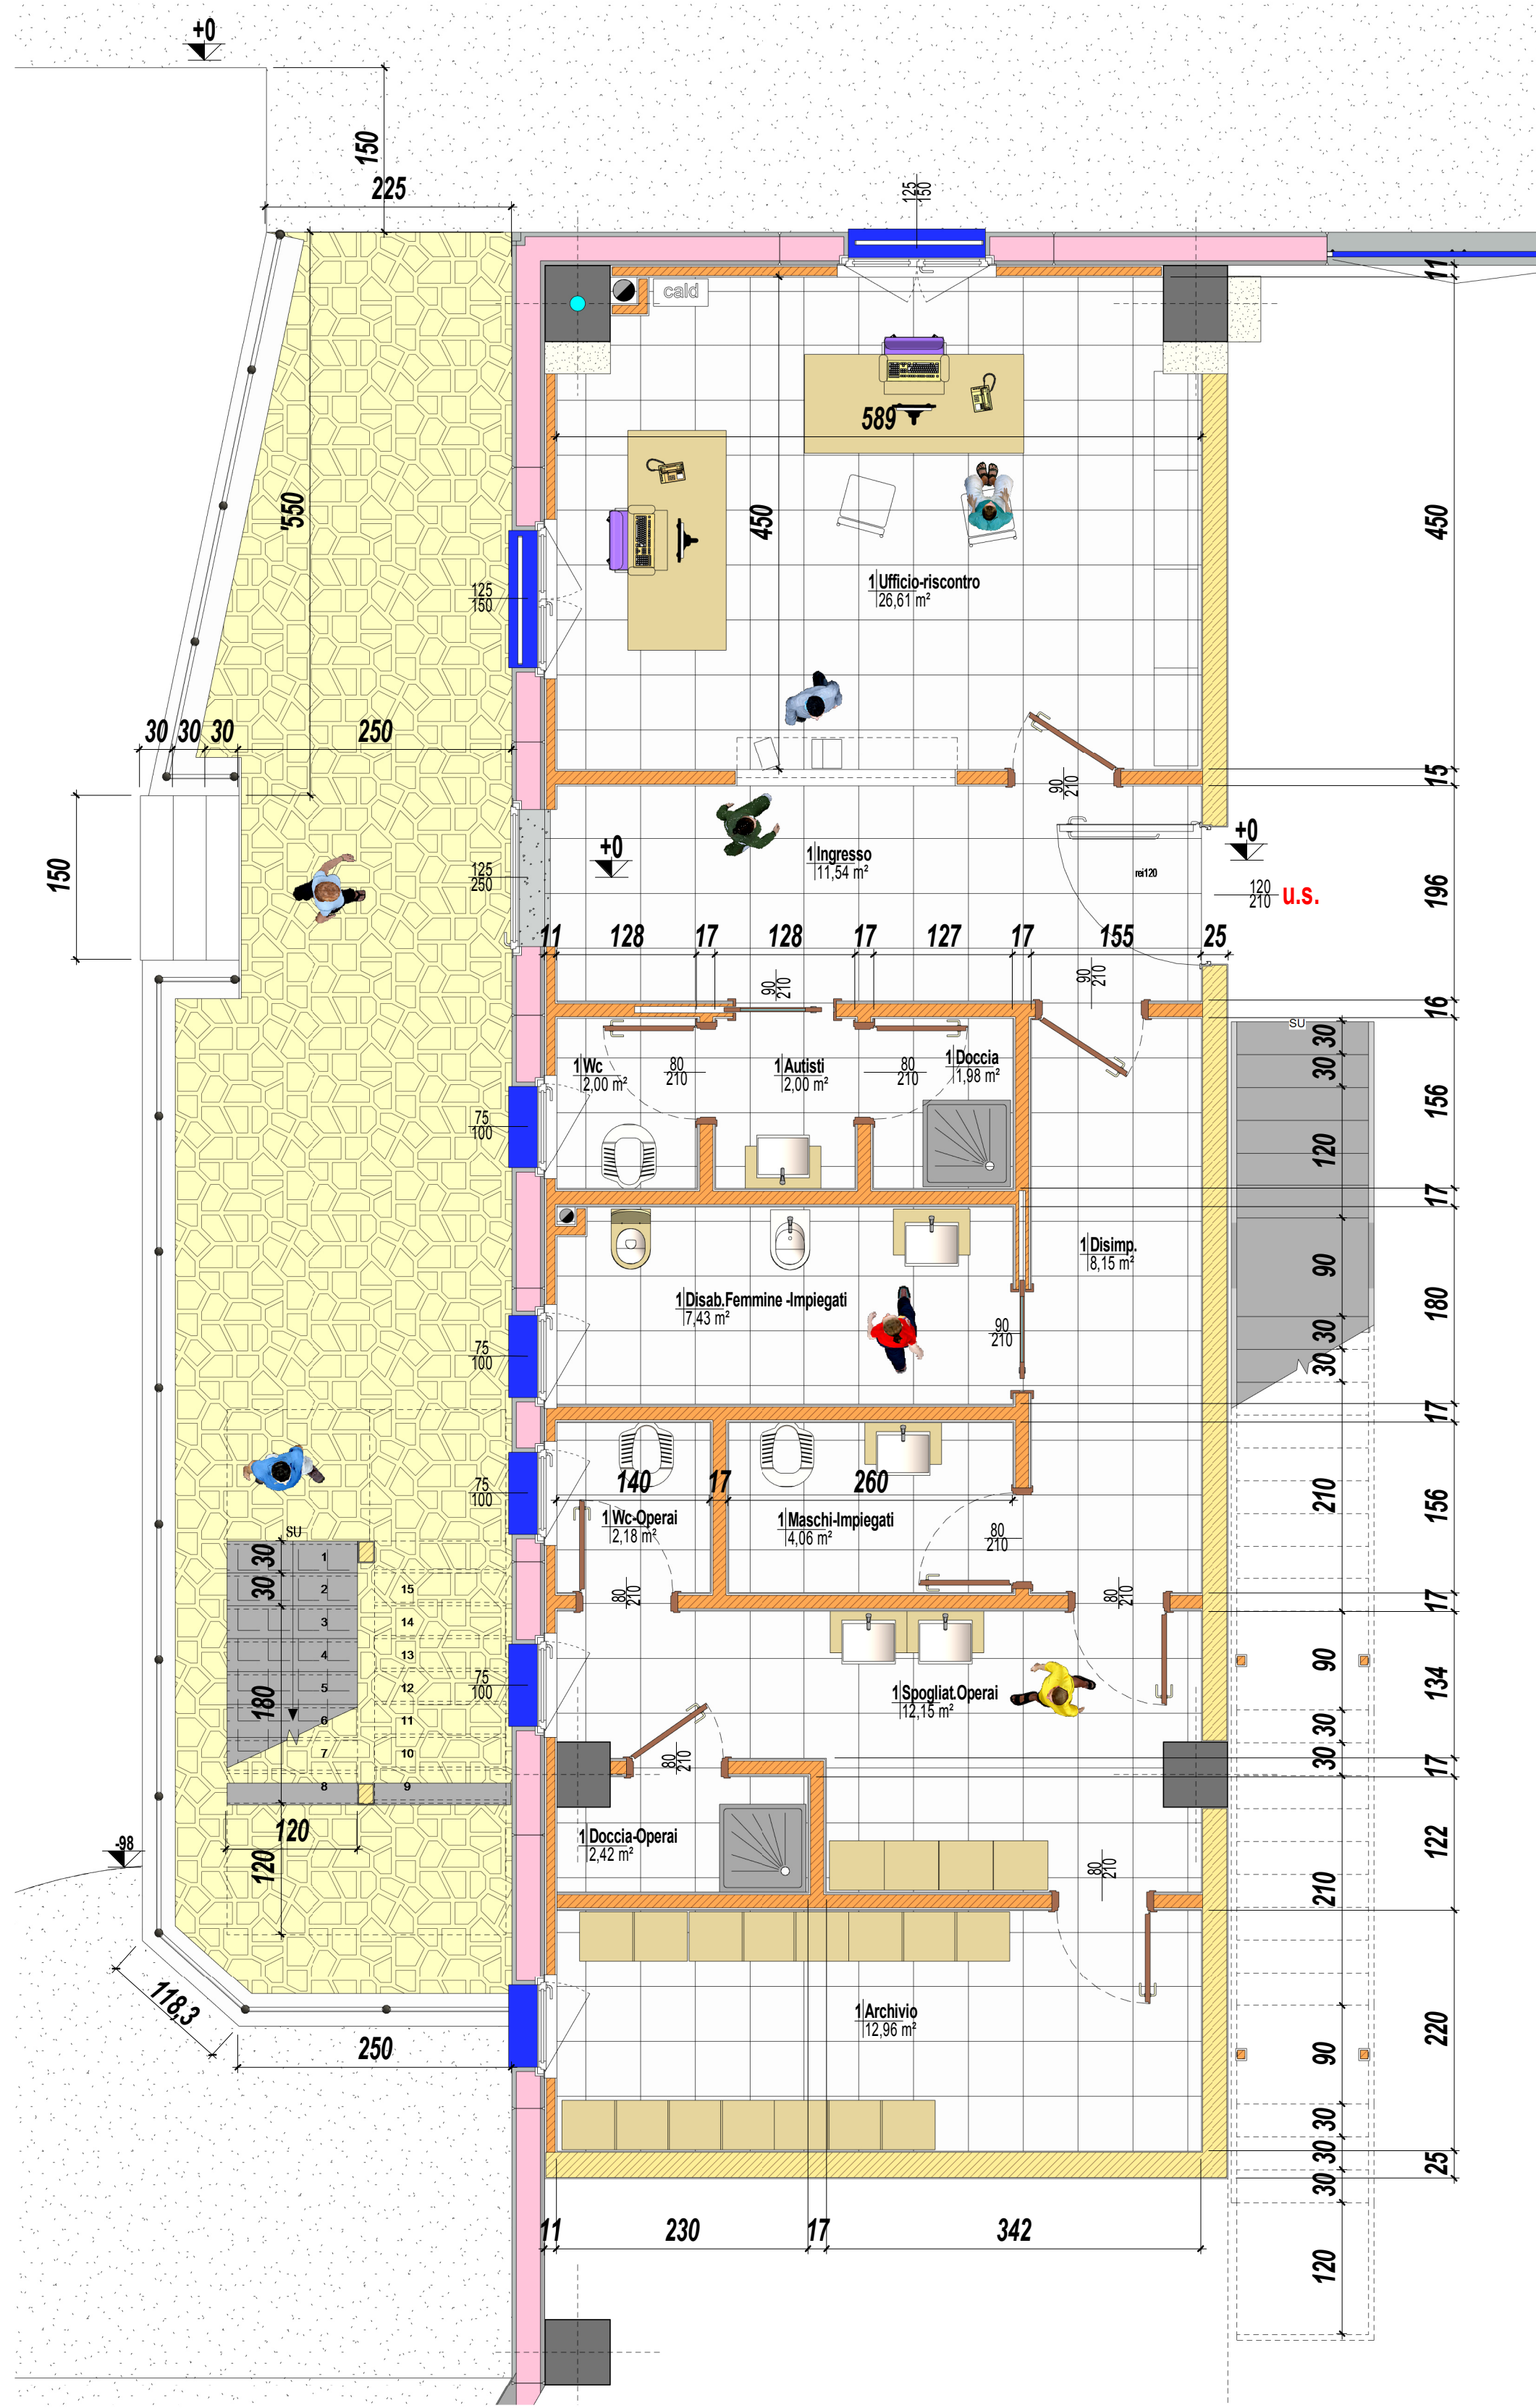 +0
150
225
125
150
11
cald
589
'550
450
450
125
150
1 Ufficio-riscontro
26,61 m²
30 30 30 250
90
210
15
+0
+0
150
125
250
1 Ingresso
11,54 m²
rei120
120
210
u.s.
196
11 128 17 128 17 127 17 155 25
90
210
90
210
16
SU
30
30
1 Wc
2,00 m²
80
210
1 Autisti
2,00 m²
80
210
1 Doccia
1,98 m²
75
100
156
120
17
1 Disimp.
8,15 m²
90
180
1 Disab.Femmine -Impiegati
7,43 m²
90
210
75
100
30
30
17
140 17 260
75
100
210
156
1 Wc-Operai
2,18 m²
1 Maschi-Impiegati
4,06 m²
80
210
SU
30
30
1
2 15
3 14
4 13
5 12
6 11
7 10
8 9
180
80
210
80
210
17
90
134
75
100
1 Spogliat.Operai
12,15 m²
30
30
80
210
17
120
120
-98
1 Doccia-Operai
2,42 m²
80
210
122
210
118,3
250
1 Archivio
12,96 m²
220
90
30
30
30
25
11 230 17 342
120